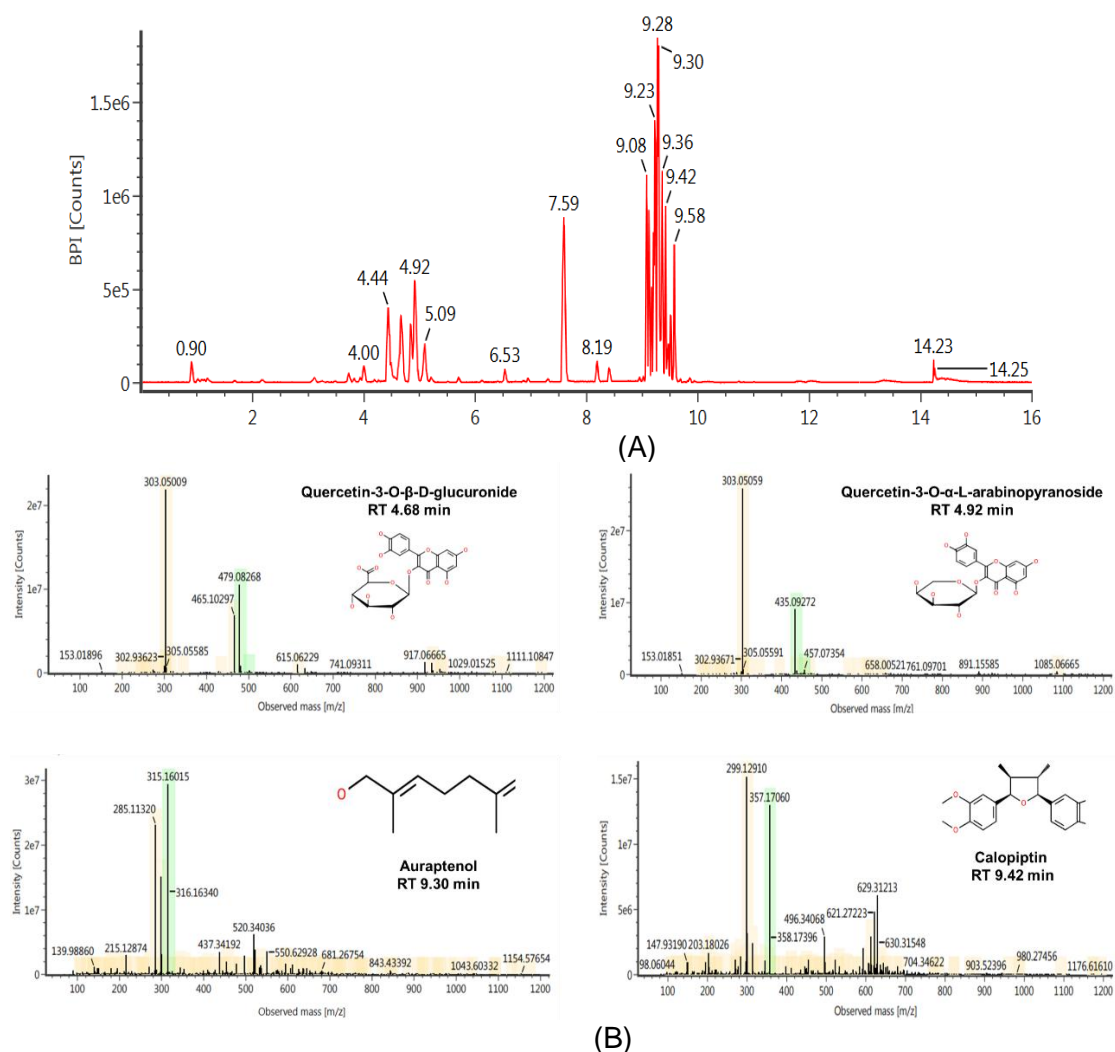 9.28
9.30
1.5e6
9.23
9.08
9.36
9.42
1e6
7.59
9.58
BPI [Counts]
4.92
5e5
4.44
5.09
0.90
4.00
6.53
8.19
14.23
14.25
0
2
4
6
8
10
12
14
16
(A)
303.05009
Quercetin-3-O-β-D-glucuronide
RT 4.68 min
2e7
1e7
0
Intensity [Counts]
479.08268
465.10297
153.01896
302.93623
305.05585
615.06229
741.09311
917.06665
1029.01525
1111.10847
100 200 300 400 500 600 700 800 900 1000 1100 1200
Observed mass [m/z]
303.05059
Quercetin-3-O-α-L-arabinopyranoside
RT 4.92 min
2e7
1e7
0
Intensity [Counts]
435.09272
153.01851
302.93671
305.05591
457.07354
658.00521
761.09701
891.15585
1085.06665
100 200 300 400 500 600 700 800 900 1000 1100 1200
Observed mass [m/z]
3e7
2e7
1e7
0
Intensity [Counts]
315.16015
285.11320
O
Auraptenol
RT 9.30 min
316.16340
139.98860
215.12874
437.34192
520.34036
550.62928
681.26754
843.43392
1043.60332
1154.57654
100 200 300 400 500 600 700 800 900 1000 1100 1200
Observed mass [m/z]
1.5e7
1e7
5e6
0
Intensity [Counts]
299.12910
357.17060
Calopiptin
RT 9.42 min
629.31213
621.27223
496.34068
630.31548
358.17396
147.93190
203.18026
98.06044
704.34622
903.52396
980.27456
1176.61610
100 200 300 400 500 600 700 800 900 1000 1100 1200
Observed mass [m/z]
(B)